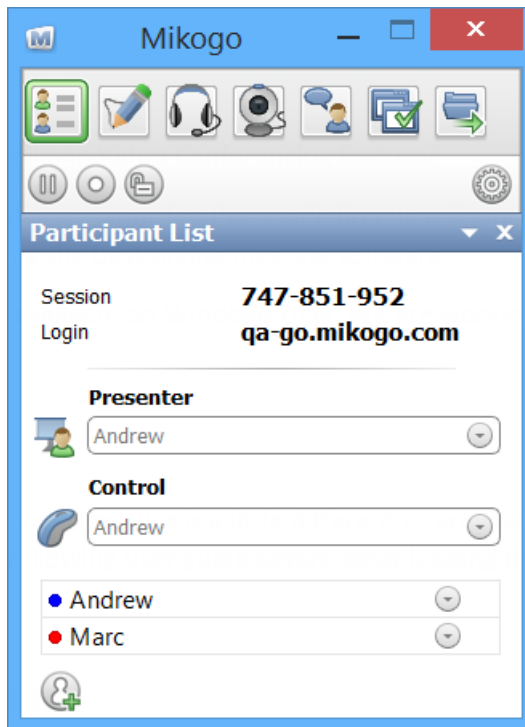 Mikogo
Participant List
Session 747-851-952
Login qa-go.mikogo.com
Presenter
Andrew
Control
Andrew
Andrew
Marc